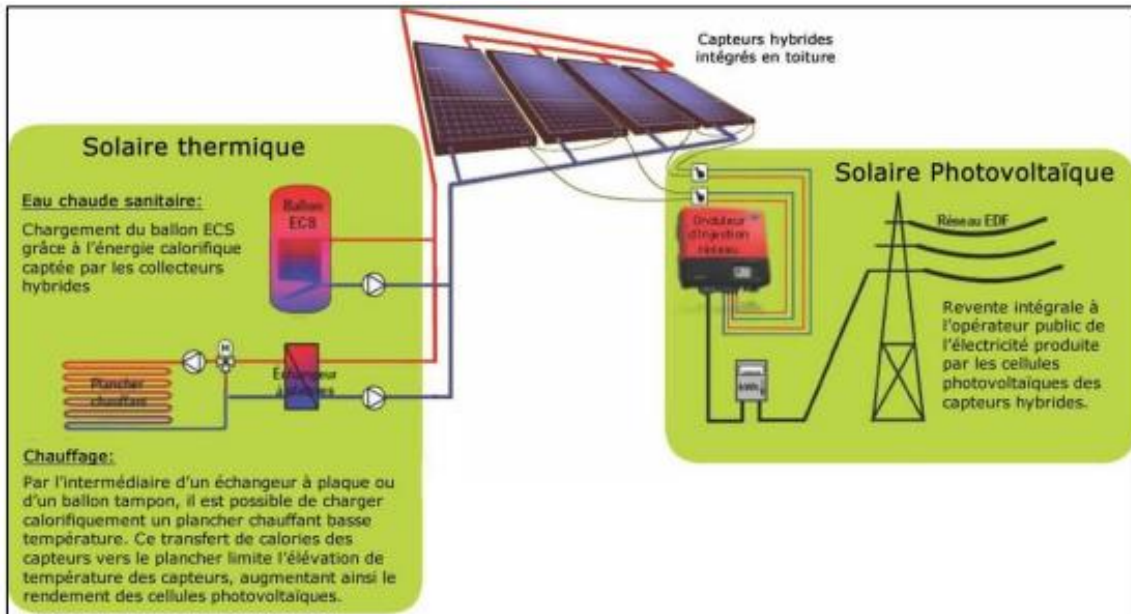 Capteurs hybrides
intégrés en toiture
Solaire thermique
Eau chaude sanitaire:
Chargement du ballon ECS
grâce à l'énergie calorifique
captée par les collecteurs
hybrides
Ballon
ECS
M
Plancher
chauffant
Echangeur
à plaques
Chauffage:
Par l'intermédiaire d'un échangeur à plaque ou
d'un ballon tampon, il est possible de charger
calorifiquement un plancher chauffant basse
température. Ce transfert de calories des
capteurs vers le plancher limite l'élévation de
température des capteurs, augmentant ainsi le
rendement des cellules photovoltaïques.
Solaire Photovoltaïque
Onduleur
d'Injection
réseau
Réseau EDF
kWh
Revente intégrale à
l'opérateur public de
l'électricité produite
par les cellules
photovoltaïques des
capteurs hybrides.